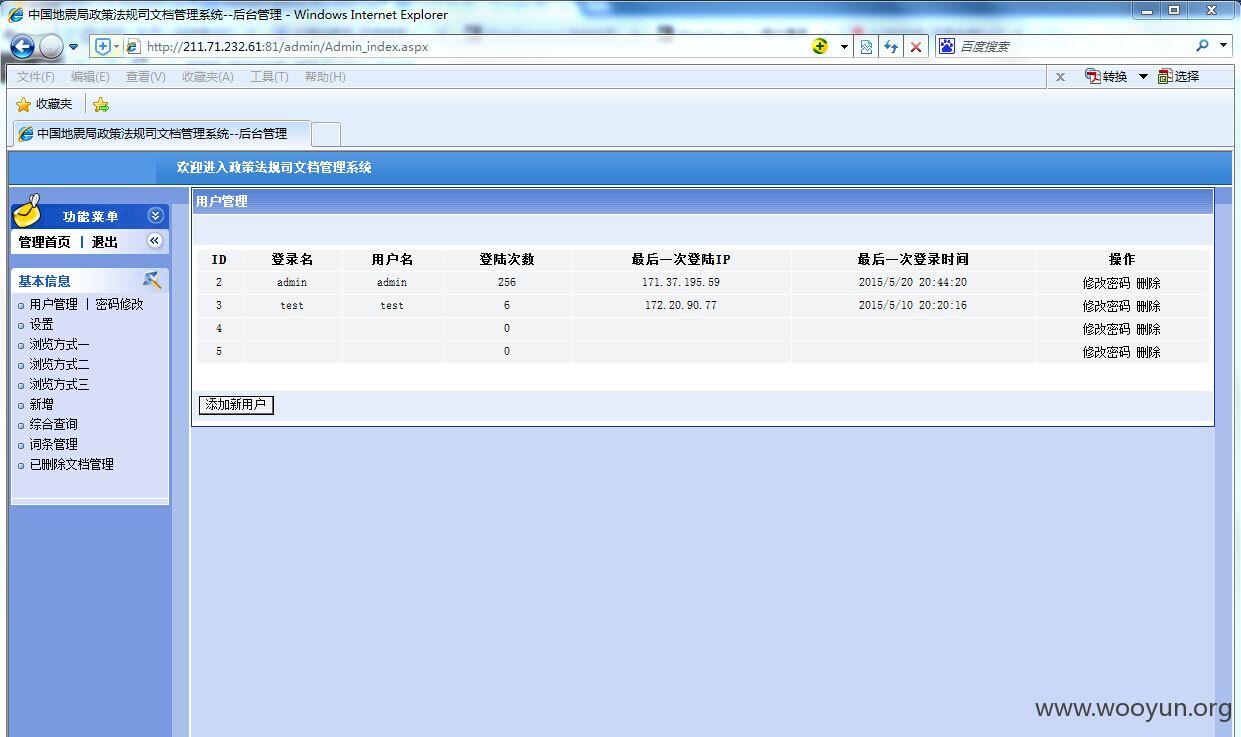 中国地震局政策法规司文档管理系统--后台管理 - Windows Internet Explorer
http://211.71.232.61:81/admin/Admin_index.aspx
百度搜索
文件(F) 编辑(E) 查看(V) 收藏夹(A) 工具(T) 帮助(H)
x 转换 选择
收藏夹
中国地震局政策法规司文档管理系统--后台管理
欢迎进入政策法规司文档管理系统
功能菜单
管理首页 | 退出
基本信息
用户管理 | 密码修改
设置
浏览方式一
浏览方式二
浏览方式三
新增
综合查询
词条管理
已删除文档管理
用户管理
ID 登录名 用户名 登陆次数 最后一次登陆IP 最后一次登录时间 操作
2 admin admin 256 171.37.195.59 2015/5/20 20:44:20 修改密码 删除
3 test test 6 172.20.90.77 2015/5/10 20:20:16 修改密码 删除
4 0 修改密码 删除
5 0 修改密码 删除
添加新用户
www.wooyun.org